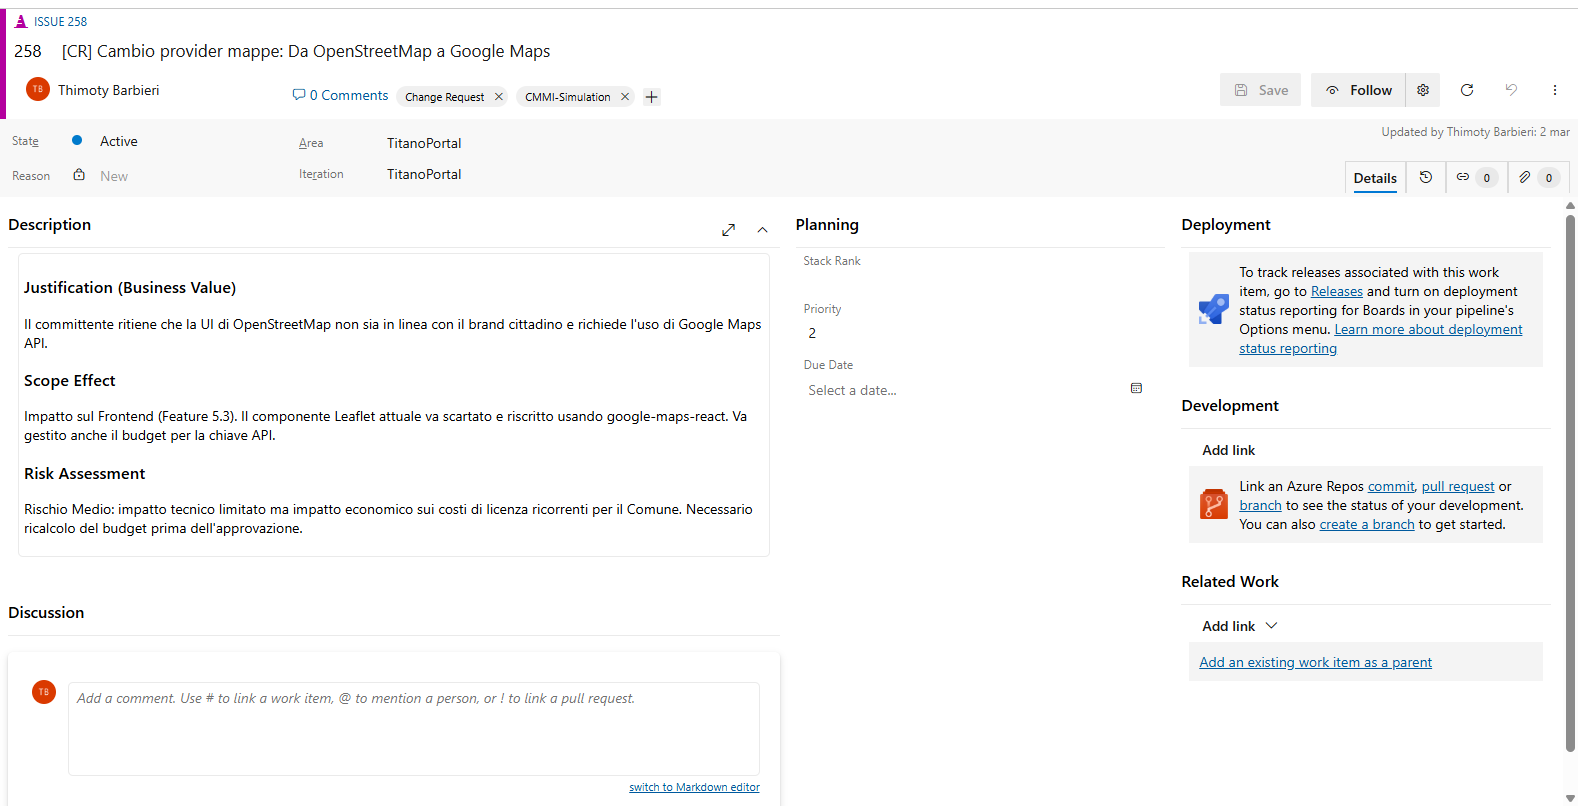 ISSUE 258
258 [CR] Cambio provider mappe: Da OpenStreetMap a Google Maps
TB Thimoty Barbieri
0 Comments
Change Request
CMMI-Simulation
Save
Follow
State
Active
Area
TitanoPortal
Updated by Thimoty Barbieri: 2 mar
Reason
New
Iteration
TitanoPortal
Details
0
0
Description
Justification (Business Value)
Il committente ritiene che la UI di OpenStreetMap non sia in linea con il brand cittadino e richiede l'uso di Google Maps
API.
Scope Effect
Impatto sul Frontend (Feature 5.3). Il componente Leaflet attuale va scartato e riscritto usando google-maps-react. Va
gestito anche il budget per la chiave API.
Risk Assessment
Rischio Medio: impatto tecnico limitato ma impatto economico sui costi di licenza ricorrenti per il Comune. Necessario
ricalcolo del budget prima dell'approvazione.
Discussion
TB
Add a comment. Use # to link a work item, @ to mention a person, or ! to link a pull request.
switch to Markdown editor
Planning
Stack Rank
Priority
2
Due Date
Select a date...
Deployment
To track releases associated with this work
item, go to Releases and turn on deployment
status reporting for Boards in your pipeline's
Options menu. Learn more about deployment
status reporting
Development
Add link
Link an Azure Repos commit, pull request or
branch to see the status of your development.
You can also create a branch to get started.
Related Work
Add link
Add an existing work item as a parent